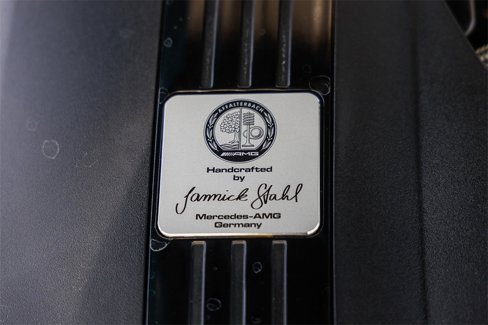 AFFALTERBACH
AMG
Handcrafted
by
Jannick Stahl
Mercedes-AMG
Germany